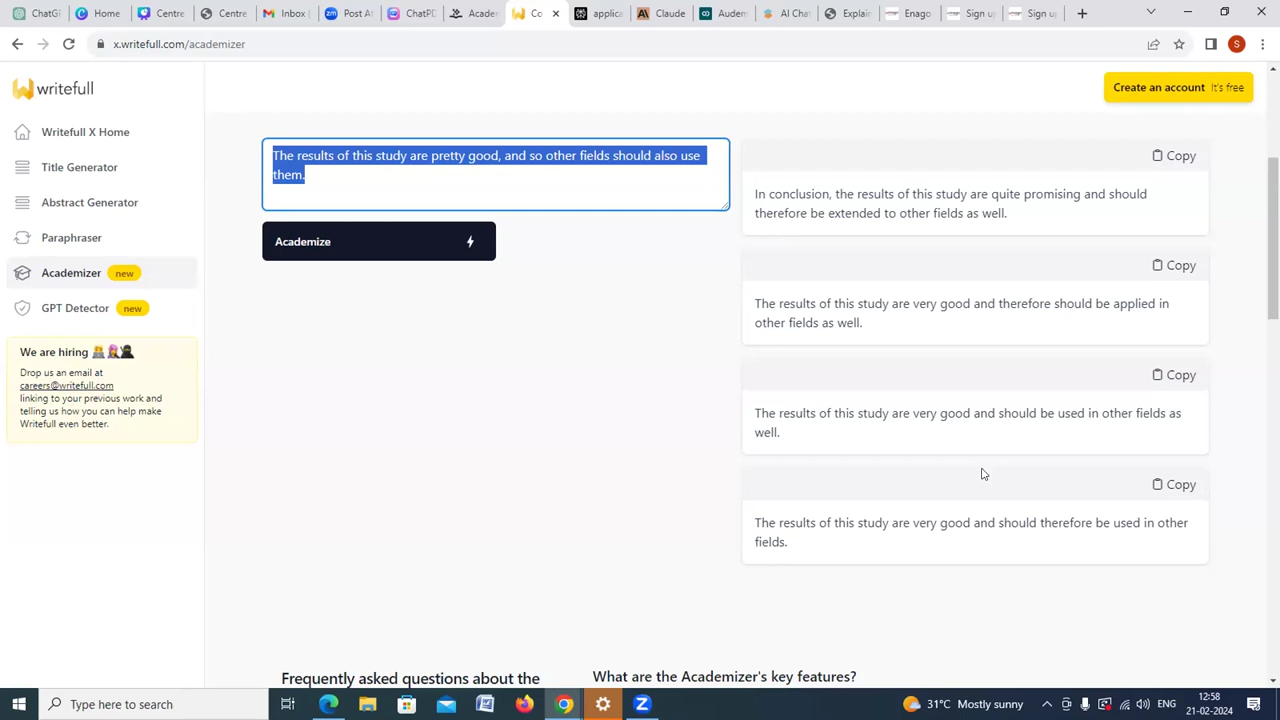 ChatG
Home
Centre
Centre
Inbox
Post At
ChatPD
Acade
Co
applica
Claude
Audem
AI Chat
Explain
Enago
Sign up
Sign up
x.writefull.com/academizer
writefull
Create an account It's free
Writefull X Home
Title Generator
Abstract Generator
Paraphraser
Academizer new
GPT Detector new
We are hiring
Drop us an email at
careers@writefull.com
linking to your previous work and
telling us how you can help make
Writefull even better.
The results of this study are pretty good, and so other fields should also use
them.
Academize
Copy
In conclusion, the results of this study are quite promising and should
therefore be extended to other fields as well.
Copy
The results of this study are very good and therefore should be applied in
other fields as well.
Copy
The results of this study are very good and should be used in other fields as
well.
Copy
The results of this study are very good and should therefore be used in other
fields.
Frequently asked questions about the
What are the Academizer's key features?
Type here to search
31°C Mostly sunny
ENG
12:58
21-02-2024